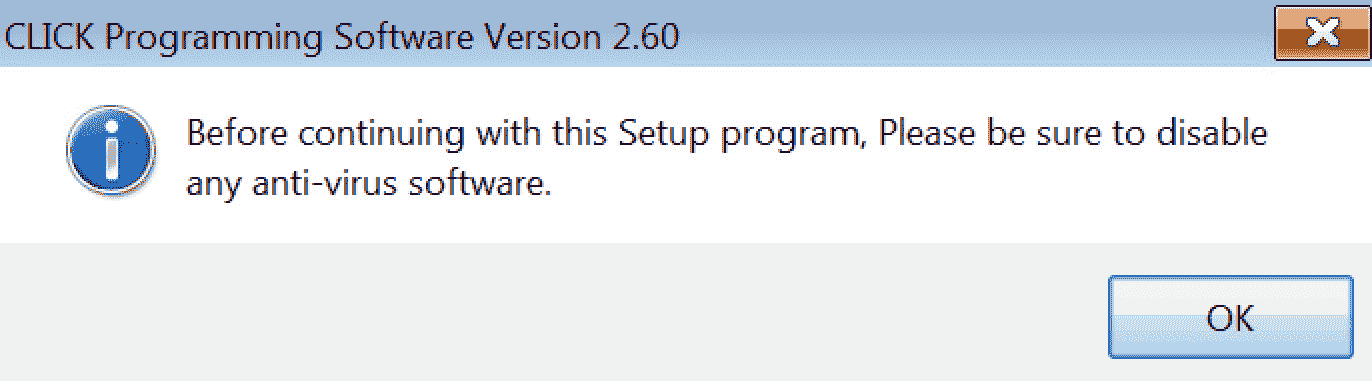 CLICK Programming Software Version 2.60
Before continuing with this Setup program, Please be sure to disable
any anti-virus software.
OK